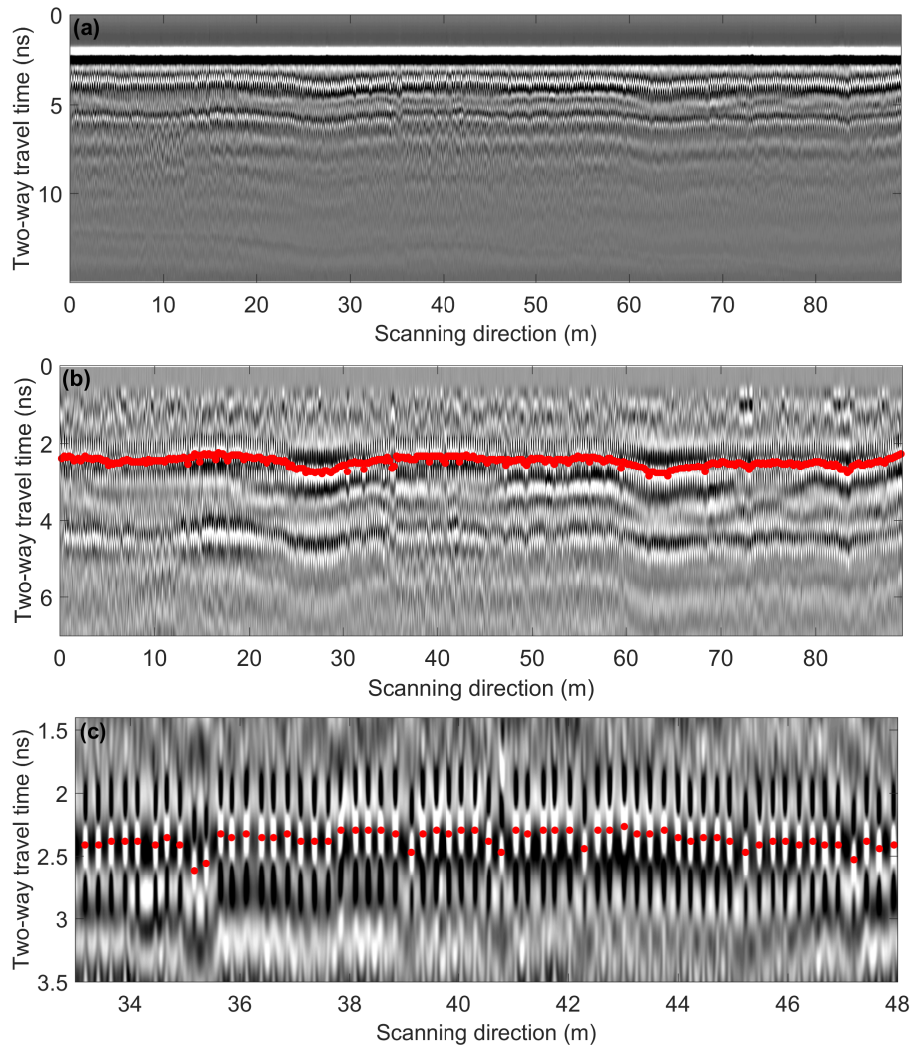 (a)
0
5
10
Two-way travel time (ns)
0 10 20 30 40 50 60 70 80
Scanning direction (m)
(b)
0
2
4
6
Two-way travel time (ns)
0 10 20 30 40 50 60 70 80
Scanning direction (m)
(c)
1.5
2
2.5
3
3.5
Two-way travel time (ns)
34 36 38 40 42 44 46 48
Scanning direction (m)